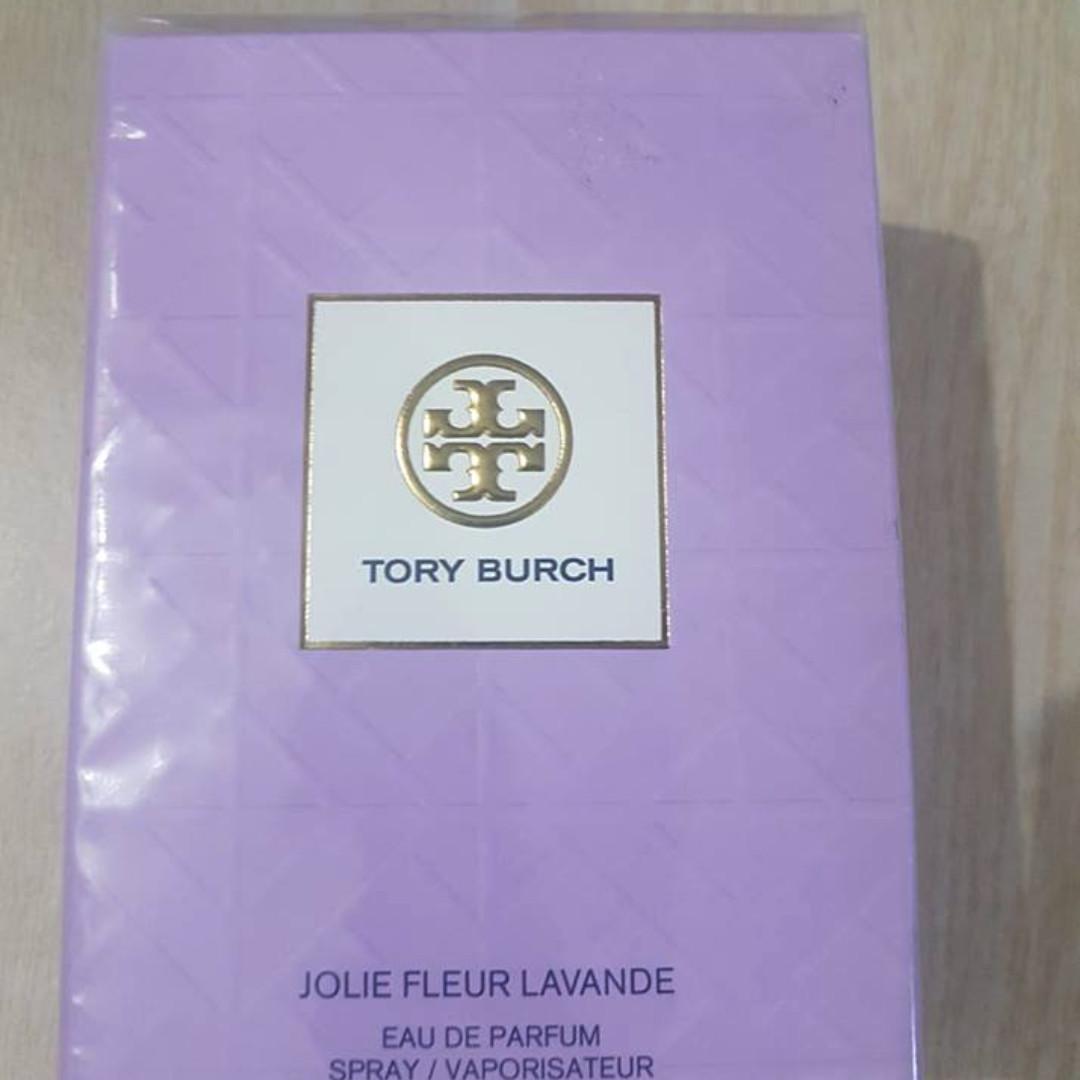 TORY BURCH
JOLIE FLEUR LAVANDE
EAU DE PARFUM
SPRAY / VAPORISATEUR